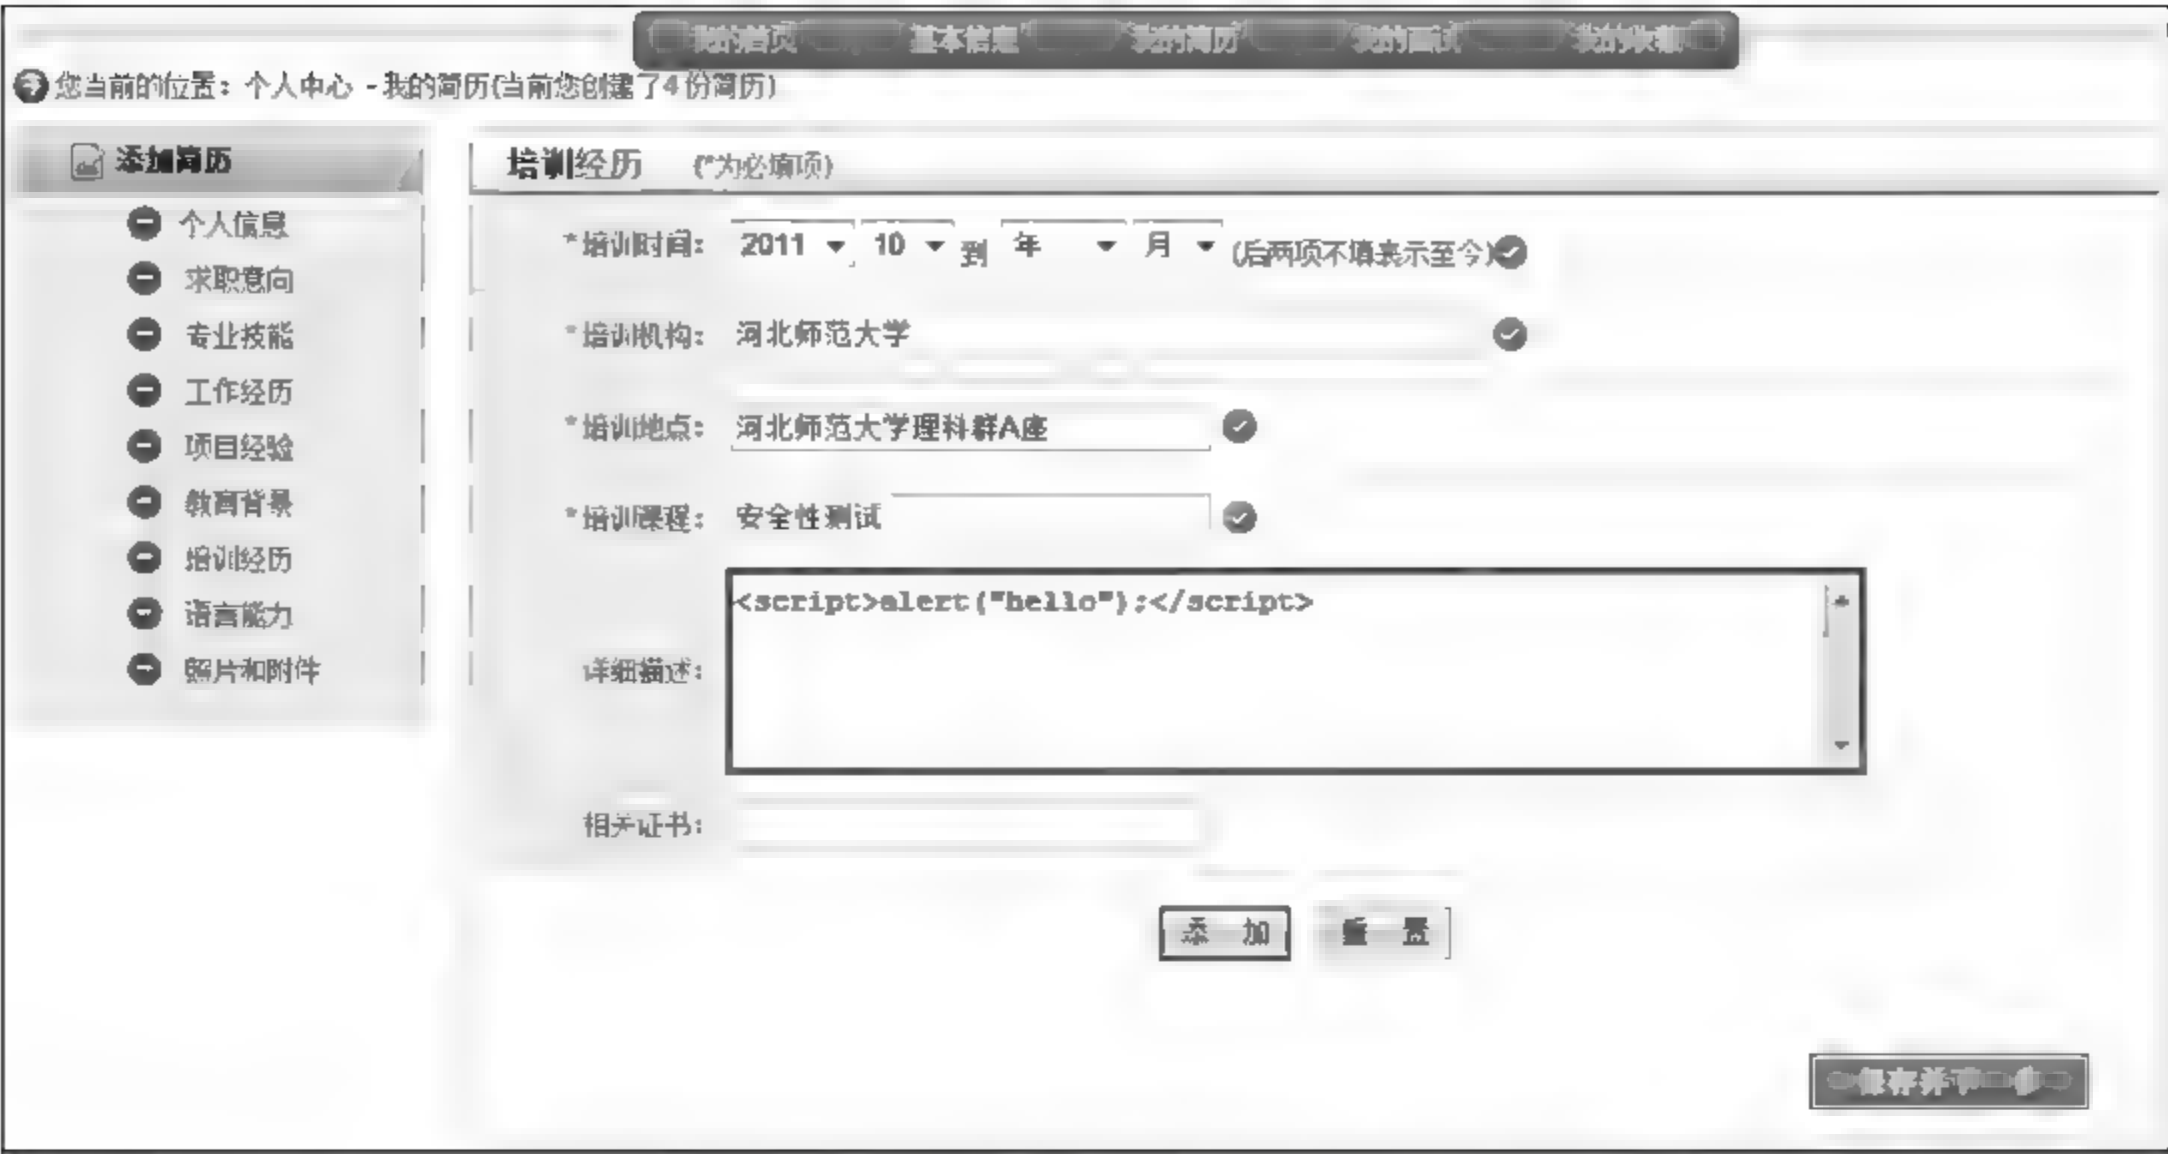 我的首页 基本信息 我的简历 我的面试 我的收藏
您当前的位置：个人中心 -我的简历(当前您创建了4份简历)
添加简历
个人信息
求职意向
专业技能
工作经历
项目经验
教育背景
培训经历
语言能力
照片和附件
培训经历 (*为必填项)
*培训时间： 2011 10 到 年 月 (后两项不填表示至今)
*培训机构： 河北师范大学
*培训地点： 河北师范大学理科群A座
*培训课程： 安全性测试
详细描述： <script>alert("hello");</script>
相关证书：
添 加 重 置
保存并下一步